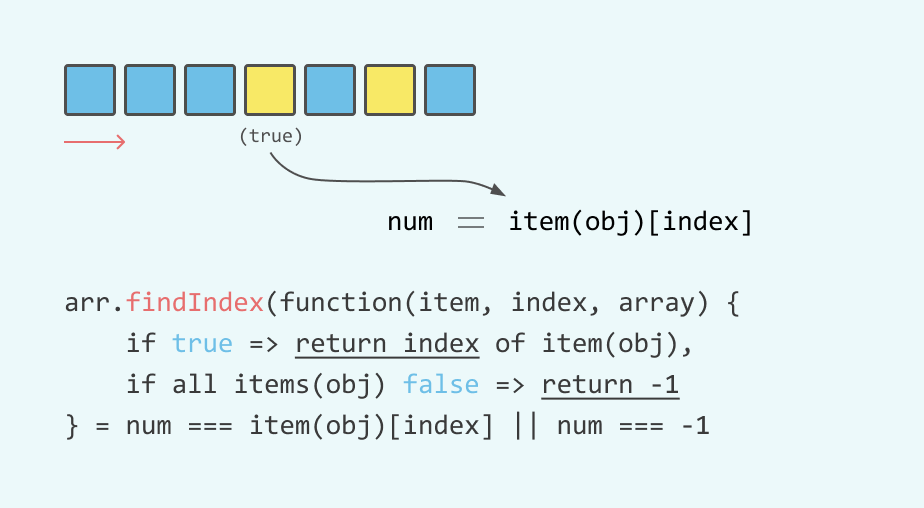 (true)
num = item(obj)[index]
arr.findIndex(function(item, index, array) {
    if true => return index of item(obj),
    if all items(obj) false => return -1
} = num === item(obj)[index] || num === -1